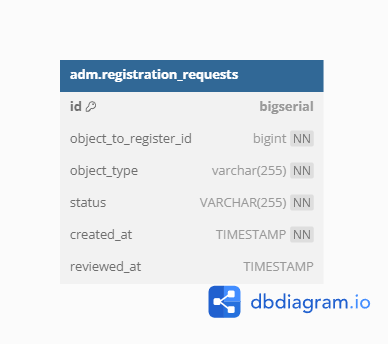 adm.registration_requests
id bigserial
object_to_register_id bigint NN
object_type varchar(255) NN
status VARCHAR(255) NN
created_at TIMESTAMP NN
reviewed_at TIMESTAMP
dbdiagram.io